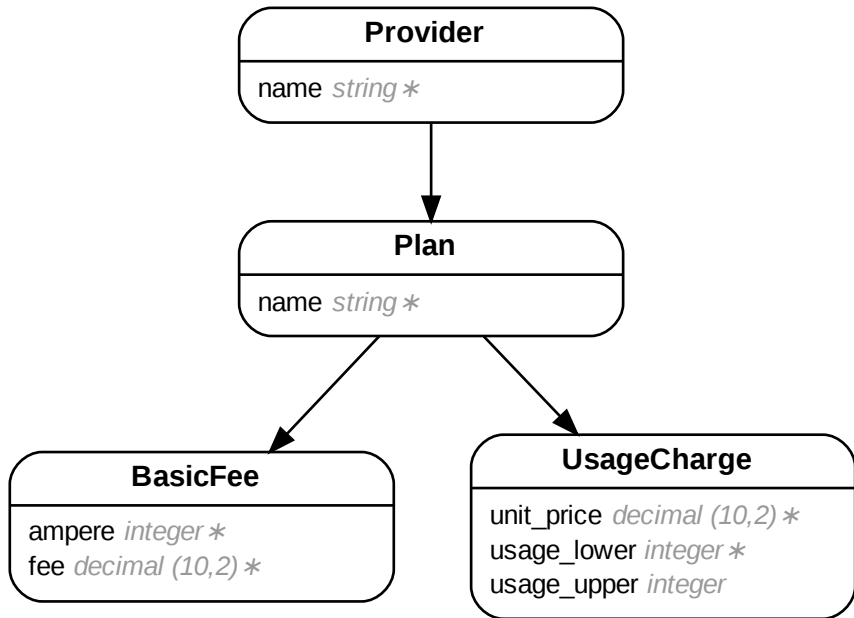 Provider
name string ∗
Plan
name string ∗
BasicFee
ampere integer ∗
fee decimal (10,2) ∗
UsageCharge
unit_price decimal (10,2) ∗
usage_lower integer ∗
usage_upper integer